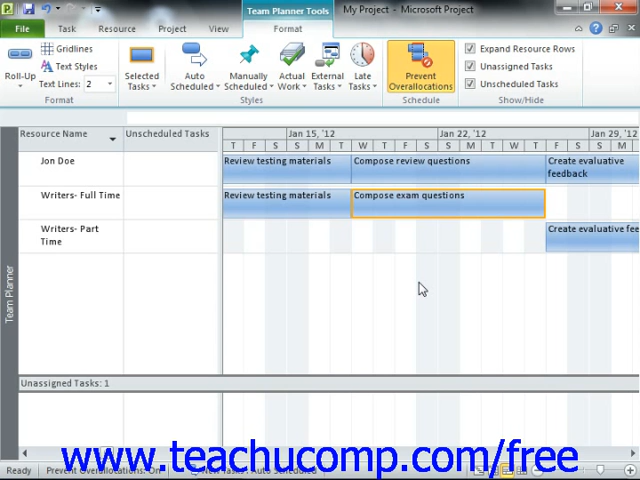 Team Planner Tools
My Project - Microsoft Project
File Task Resource Project View Format
Roll-Up
Gridlines
Text Styles
Text Lines: 2
Format
Selected Tasks
Auto Scheduled
Manually Scheduled
Actual Work
External Tasks
Late Tasks
Styles
Prevent Overallocations
Schedule
Expand Resource Rows
Unassigned Tasks
Unscheduled Tasks
Show/Hide
Resource Name Unscheduled Tasks Jan 15, '12 Jan 22, '12 Jan 29, '12
T F S S M T W T F S S M T W T F S S M
Jon Doe Review testing materials Compose review questions Create evaluative
feedback
Writers- Full Time Review testing materials Compose exam questions
Writers- Part
Time
Create evaluative fee
Team Planner
Unassigned Tasks: 1
Ready Prevent Overallocations: On New Tasks : Auto Scheduled
www.teachucomp.com/free